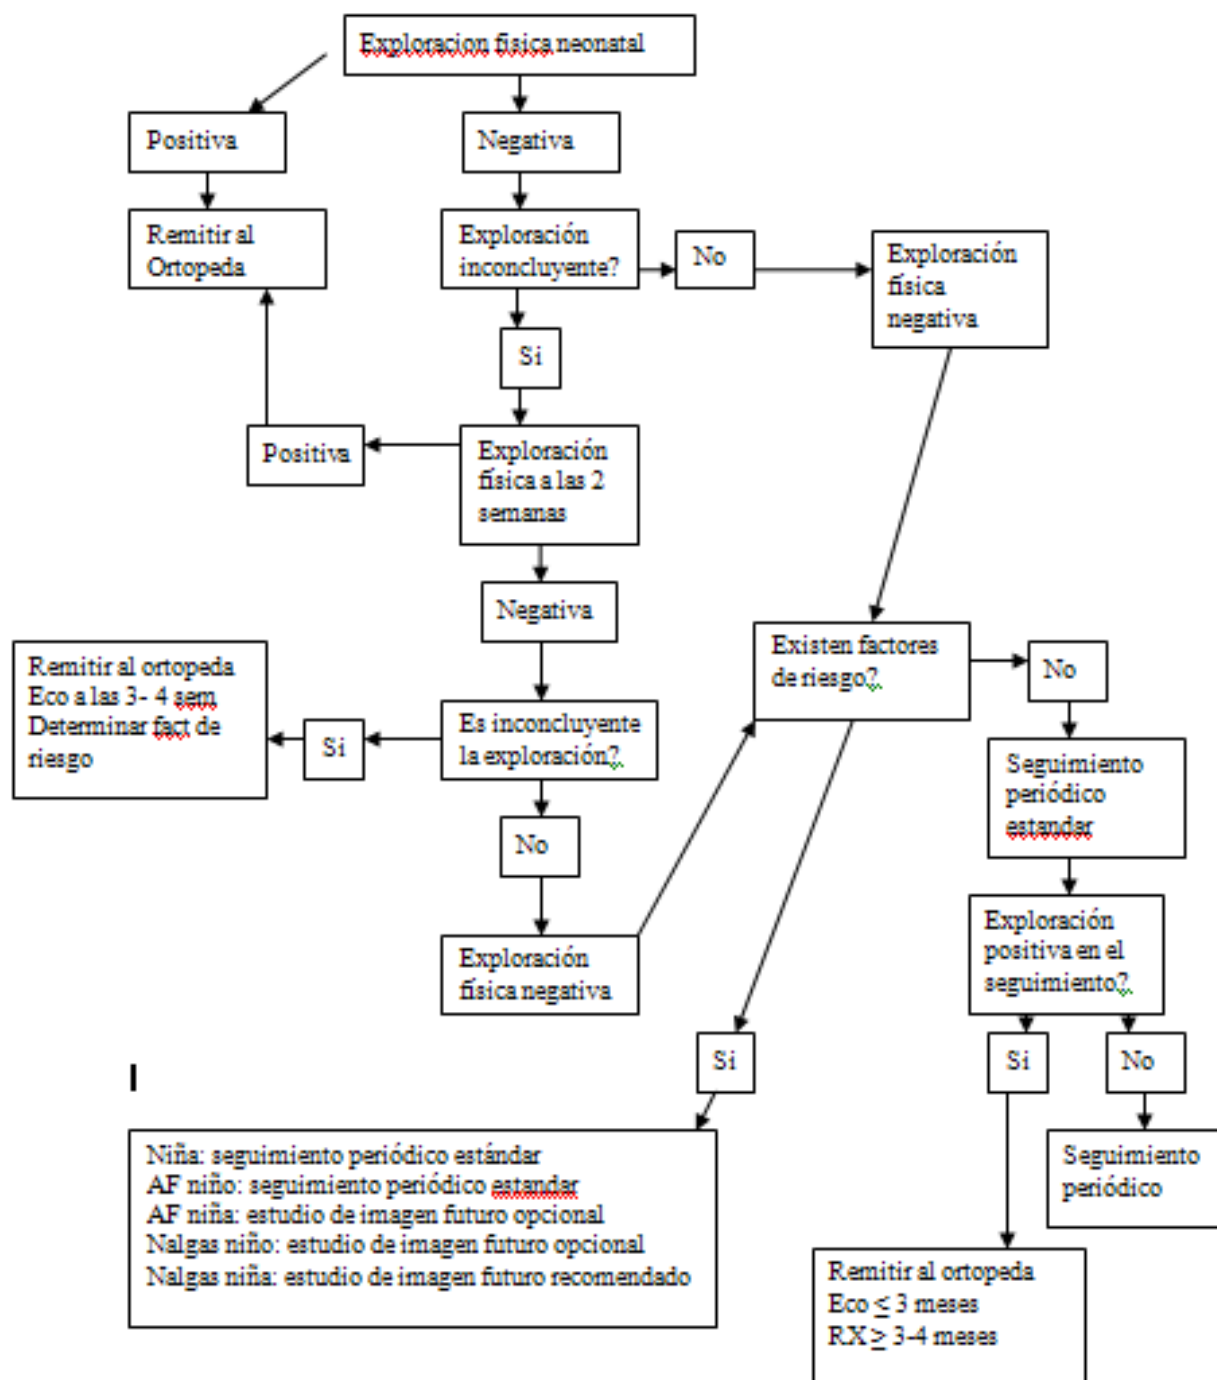 Exploracion fisica neonatal
Positiva
Negativa
Remitir al
Ortopeda
Exploración
inconcluyente?
No
Exploración
física
negativa
Si
Positiva
Exploración
física a las 2
semanas
Negativa
Existen factores
de riesgo?
No
Remitir al ortopeda
Eco a las 3- 4 sem
Determinar fact de
riesgo
Si
Es inconcluyente
la exploración?
No
Seguimiento
periódico
estandar
Exploración
física negativa
Exploración
positiva en el
seguimiento?
Si
Si
No
Niña: seguimiento periódico estándar
AF niño: seguimiento periódico estandar
AF niña: estudio de imagen futuro opcional
Nalgas niño: estudio de imagen futuro opcional
Nalgas niña: estudio de imagen futuro recomendado
Seguimiento
periódico
Remitir al ortopeda
Eco ≤ 3 meses
RX ≥ 3-4 meses